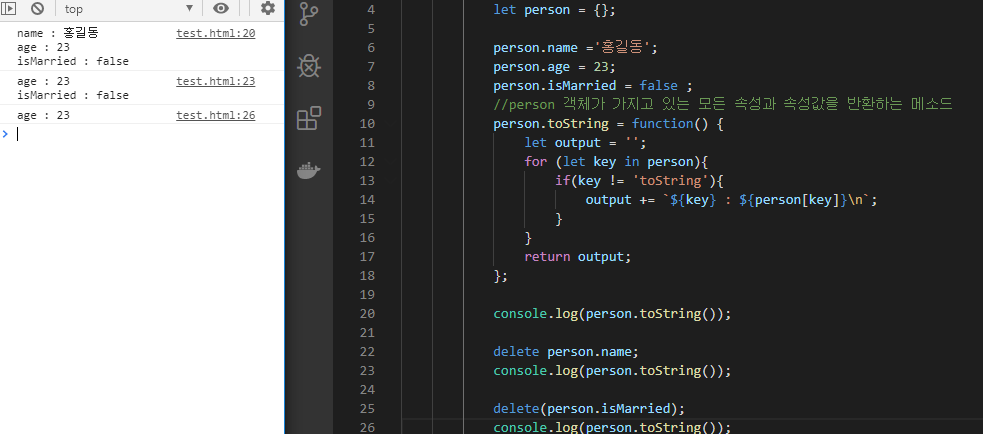 top
name : 홍길동 test.html:20
age : 23
isMarried : false
age : 23 test.html:23
isMarried : false
age : 23 test.html:26
>
4 let person = {};
5
6 person.name ='홍길동';
7 person.age = 23;
8 person.isMarried = false ;
9 //person 객체가 가지고 있는 모든 속성과 속성값을 반환하는 메소드
10 person.toString = function() {
11 let output = '';
12 for (let key in person){
13 if(key != 'toString'){
14 output += `${key} : ${person[key]}\n`;
15 }
16 }
17 return output;
18 };
19
20 console.log(person.toString());
21
22 delete person.name;
23 console.log(person.toString());
24
25 delete(person.isMarried);
26 console.log(person.toString());